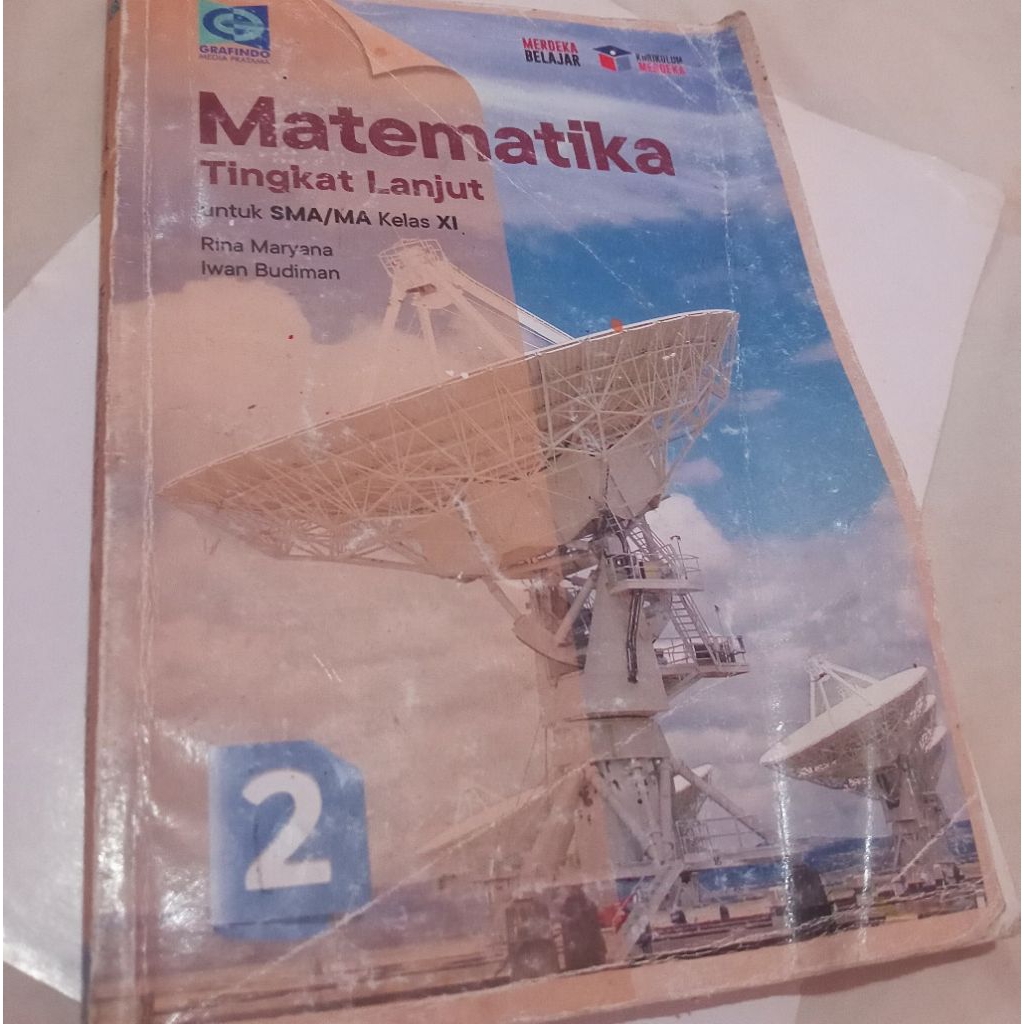 GRAFINDO
MEDIA PRATAMA
MERDEKA
BELAJAR
KURIKULUM
MERDEKA
Matematika
Tingkat Lanjut
untuk SMA/MA Kelas XI
Rina Maryana
Iwan Budiman
2